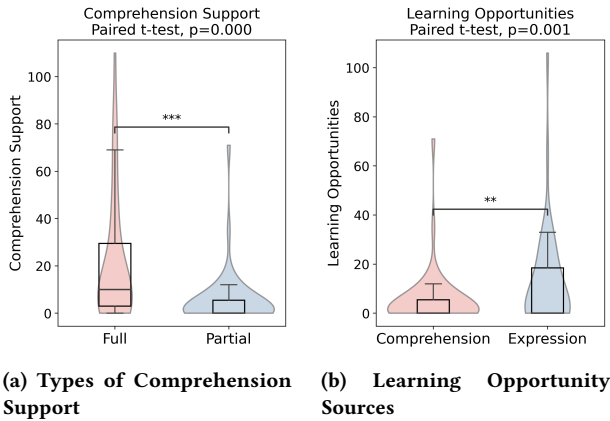 Comprehension Support
Paired t-test, p=0.000
Comprehension Support
100
80
60
40
20
0
***
Full
Partial
(a) Types of Comprehension
Support
Learning Opportunities
Paired t-test, p=0.001
Learning Opportunities
100
80
60
40
20
0
**
Comprehension
Expression
(b) Learning Opportunity
Sources